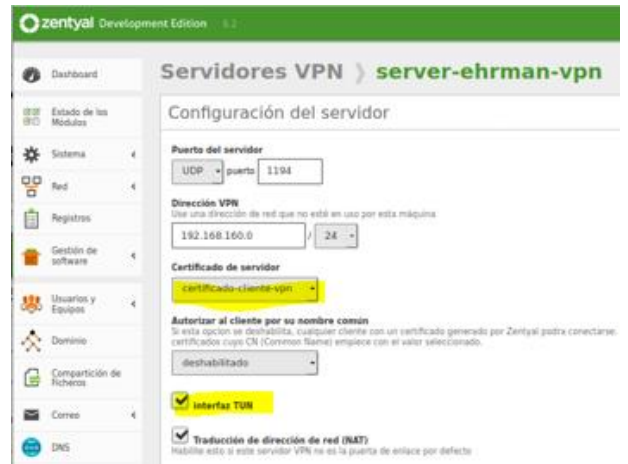 zentyal Development Edition 6.2
Servidores VPN server-ehrman-vpn
Configuración del servidor
Dashboard
Estado de los
Módulos
Sistema
Red
Registros
Gestión de
software
Usuarios y
Equipos
Dominio
Compartición de
ficheros
Correo
DNS
Puerto del servidor
UDP puerto 1194
Dirección VPN
Use una dirección de red que no esté en uso por esta máquina
192.168.160.0 / 24
Certificado de servidor
certificado-cliente-vpn
Autorizar al cliente por su nombre común
Si esta opcion se deshabilita, cualquier cliente con un certificado generado por Zentyal podra conectarse.
certificados cuyo CN (Common Name) empiece con el valor seleccionado.
deshabilitado
interfaz TUN
Traducción de dirección de red (NAT)
Habilite esto si este servidor VPN no es la puerta de enlace por defecto